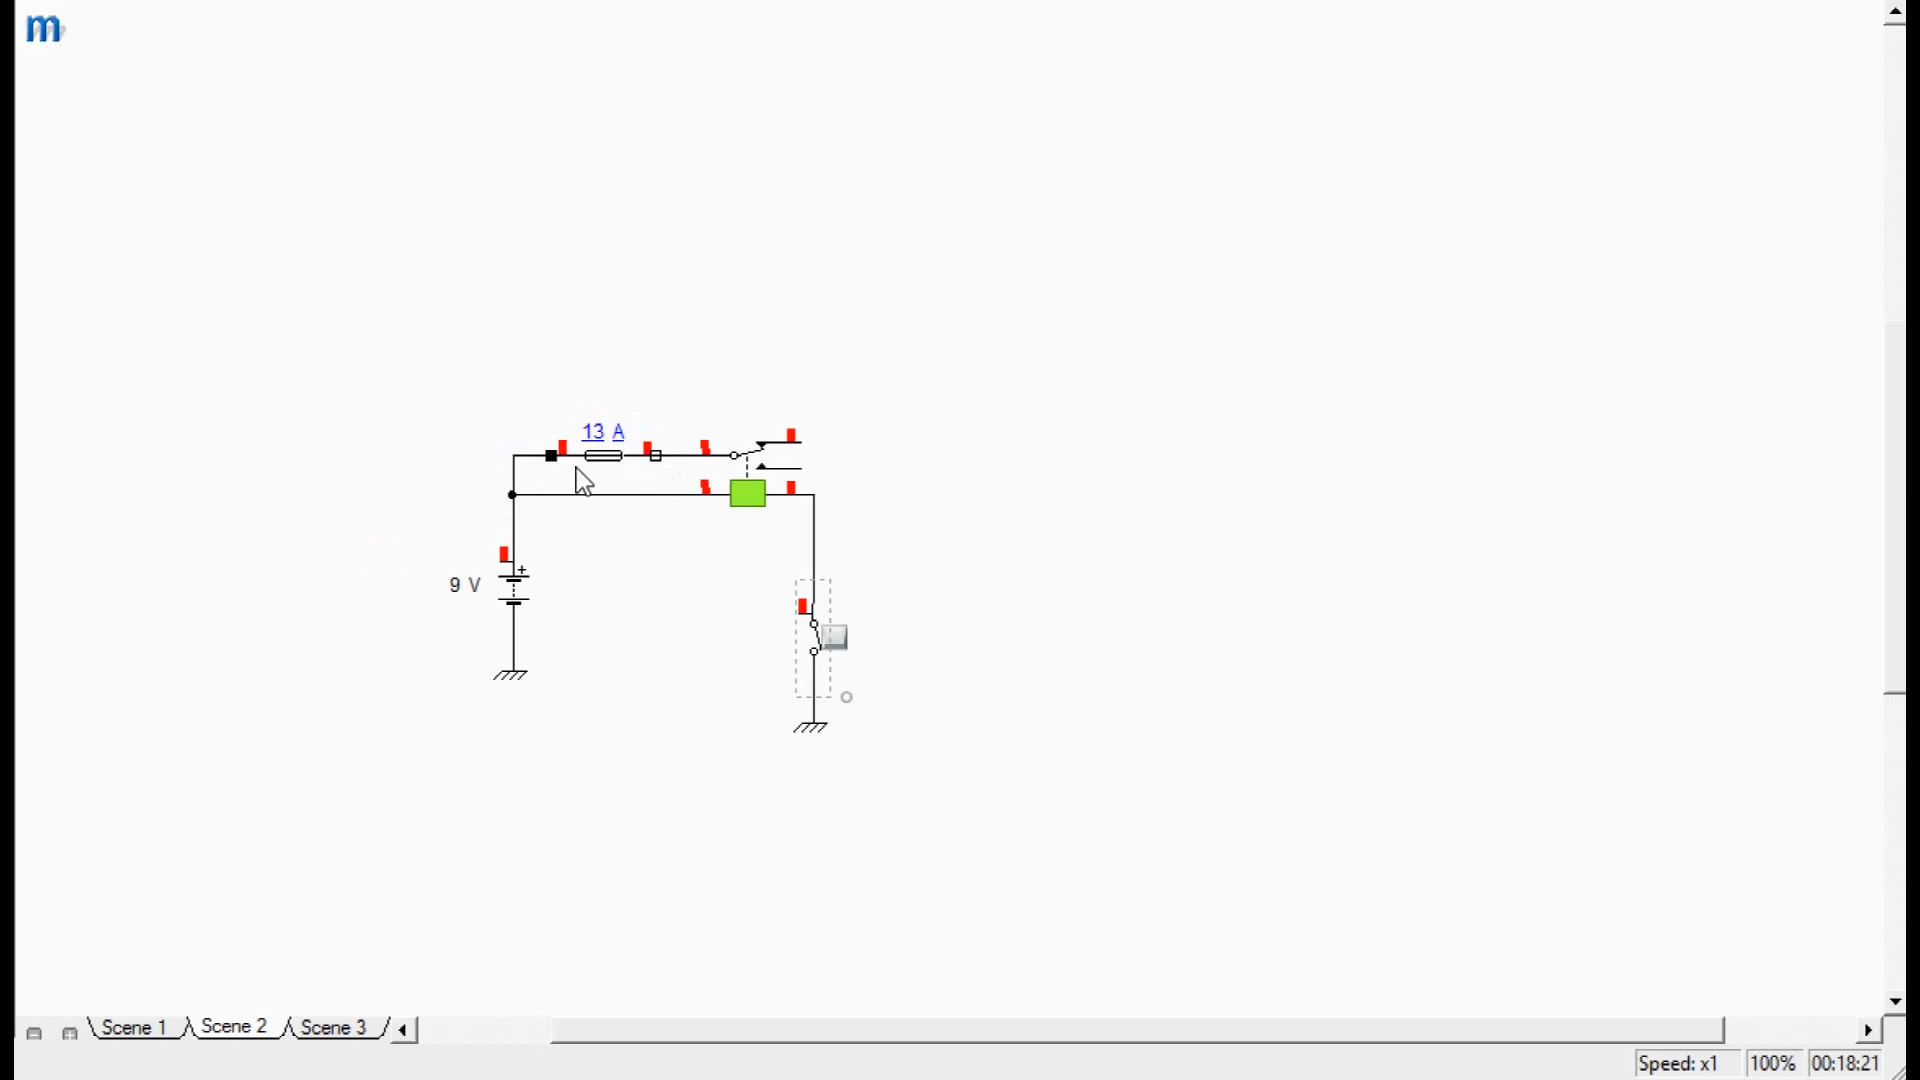 m
13 A
+
9 V
Scene 1 Scene 2 Scene 3
Speed: x1 100% 00:18:21